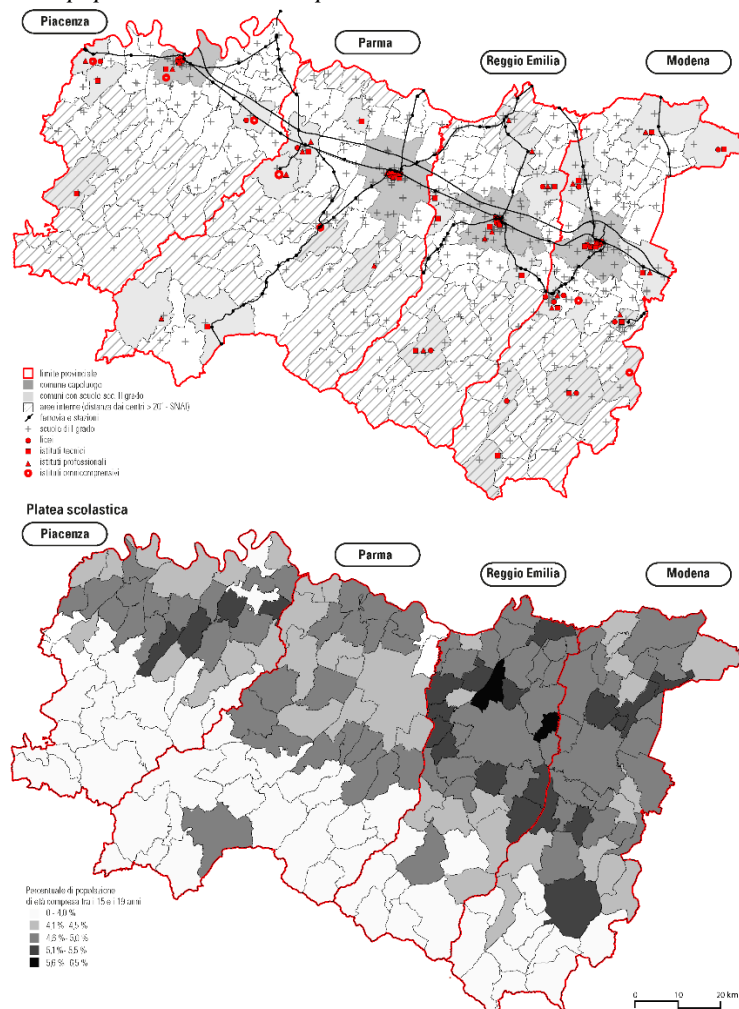 Piacenza
Parma
Reggio Emilia
Modena
limite provinciale
comune capoluogo
comuni con scuole sec. II grado
aree interne (distanza dai centri > 20' - SNAI)
ferrovia e stazioni
scuole di I grado
licei
istituti tecnici
istituti professionali
istituti omnicomprensivi
Platea scolastica
Piacenza
Parma
Reggio Emilia
Modena
Percentuale di popolazione
di età compresa tra i 15 e i 19 anni
0 - 4,0 %
4,1 % - 4,5 %
4,6 % - 5,0 %
5,1 % - 5,5 %
5,6 % - 6,5 %
0 10 20 km